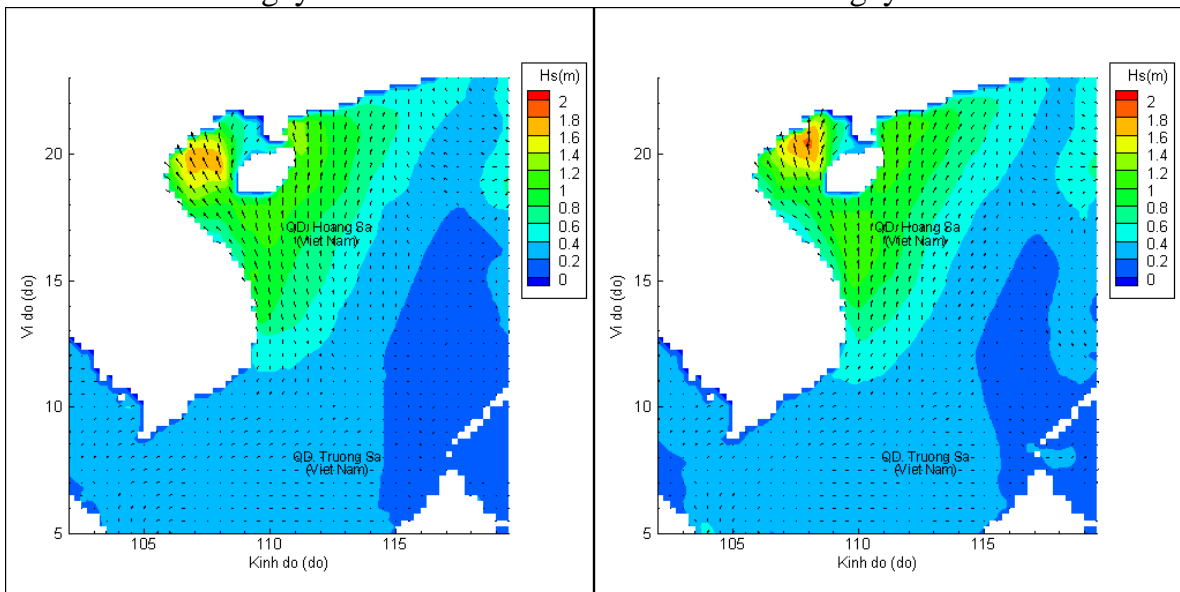 Hs(m)
2
1.8
1.6
1.4
1.2
1
0.8
0.6
0.4
0.2
0
20
15
10
5
Vi do (do)
QD. Hoang Sa
(Viet Nam)
QD. Truong Sa
(Viet Nam)
105
110
115
Kinh do (do)
Hs(m)
2
1.8
1.6
1.4
1.2
1
0.8
0.6
0.4
0.2
0
20
15
10
5
Vi do (do)
QD. Hoang Sa
(Viet Nam)
QD. Truong Sa
(Viet Nam)
105
110
115
Kinh do (do)